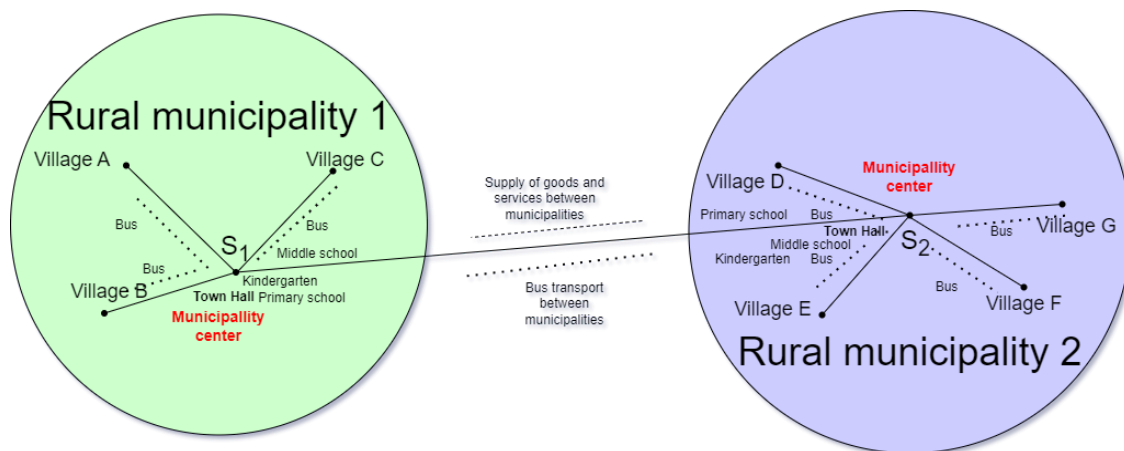 Rural municipality 1
Village A
Village C
Bus
Bus
Bus
S1
Middle school
Village B
Kindergarten
Town Hall Primary school
Municipallity
center
Supply of goods and
services between
municipalities
Bus transport
between
municipalities
Municipallity
center
Village D
Primary school
Bus
Town Hall
Middle school
Kindergarten
Bus
S2
Bus
Village G
Bus
Village E
Village F
Rural municipality 2